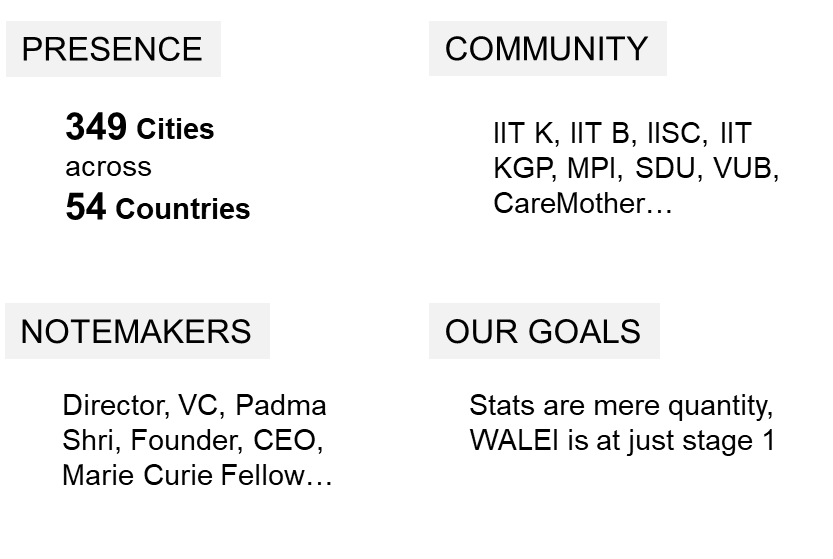 PRESENCE
349 Cities
across
54 Countries
COMMUNITY
IIT K, IIT B, IISC, IIT
KGP, MPI, SDU, VUB,
CareMother…
NOTEMAKERS
Director, VC, Padma
Shri, Founder, CEO,
Marie Curie Fellow…
OUR GOALS
Stats are mere quantity,
WALEI is at just stage 1